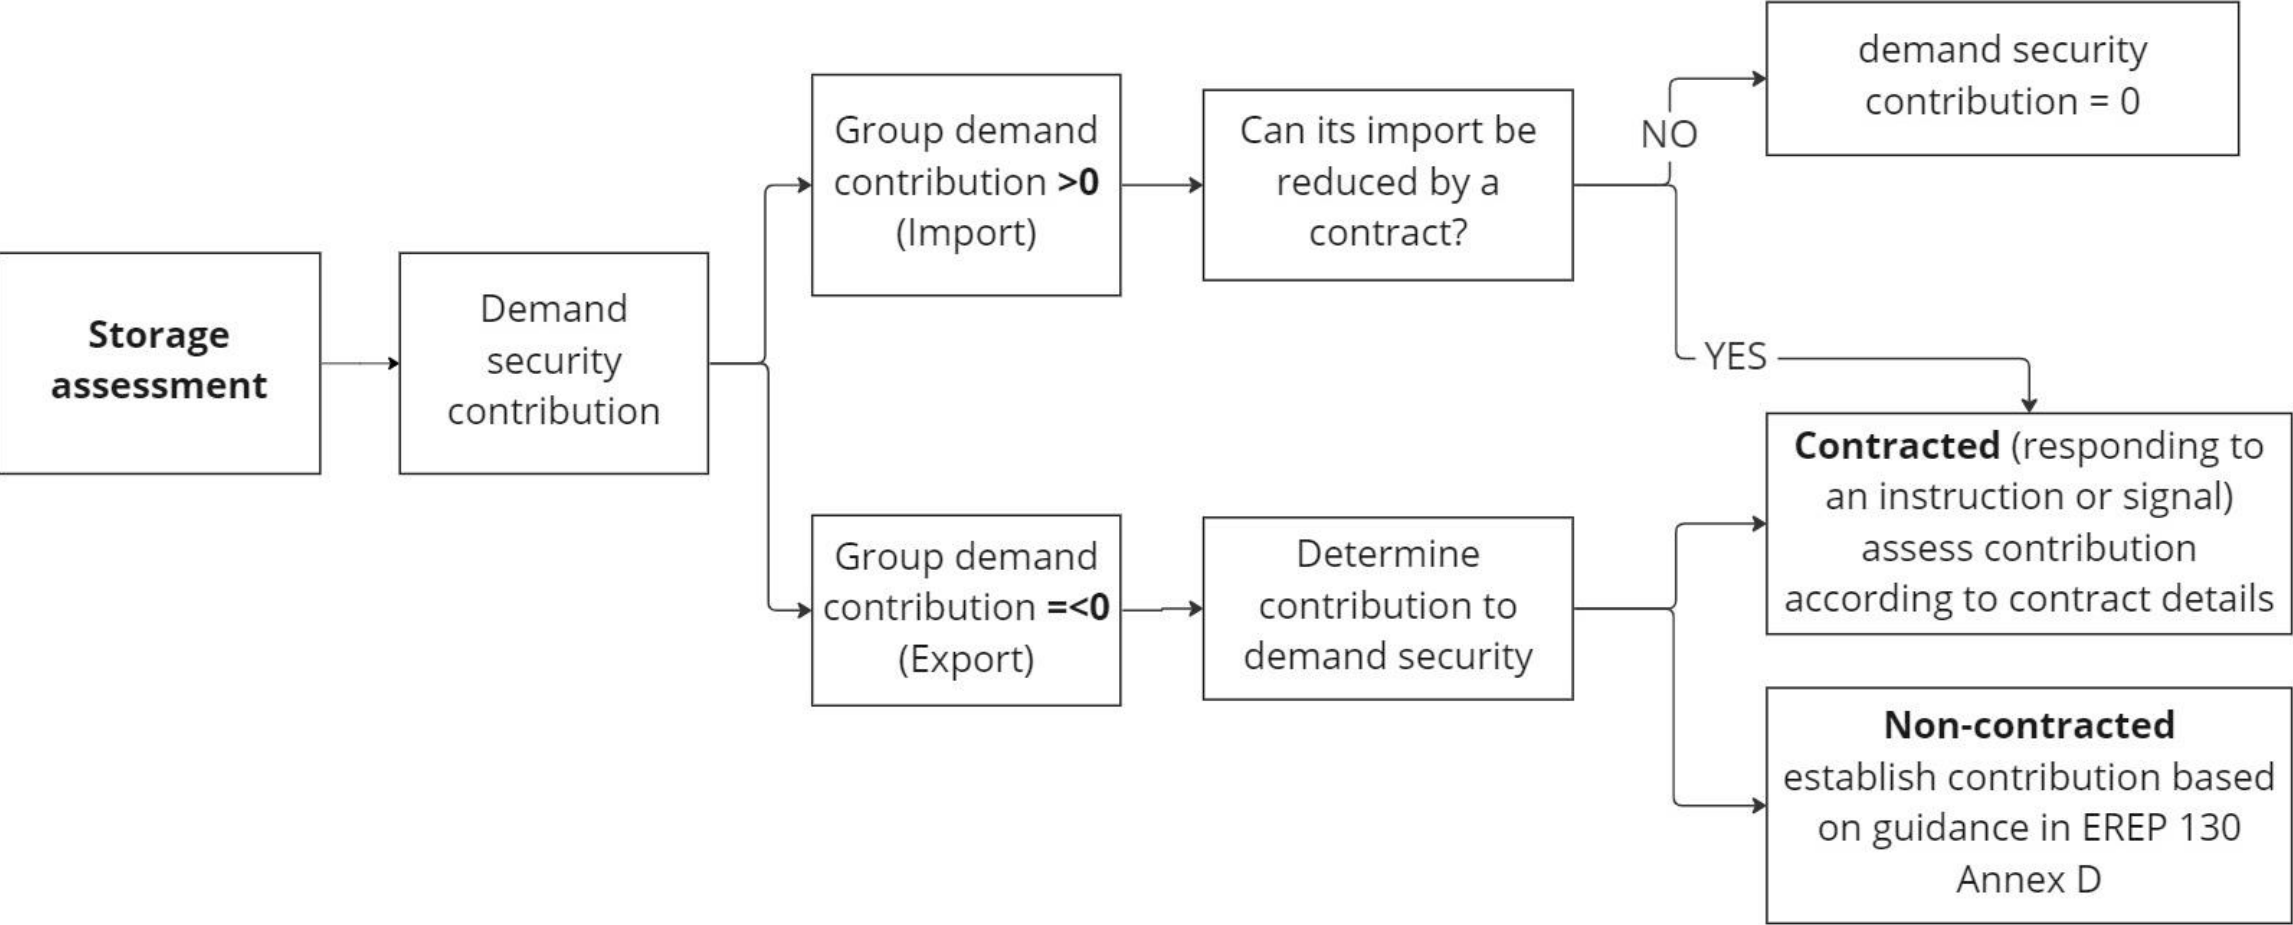 Storage
assessment
Demand
security
contribution
Group demand
contribution >0
(Import)
Can its import be
reduced by a
contract?
NO
demand security
contribution = 0
YES
Group demand
contribution =<0
(Export)
Determine
contribution to
demand security
Contracted (responding to
an instruction or signal)
assess contribution
according to contract details
Non-contracted
establish contribution based
on guidance in EREP 130
Annex D